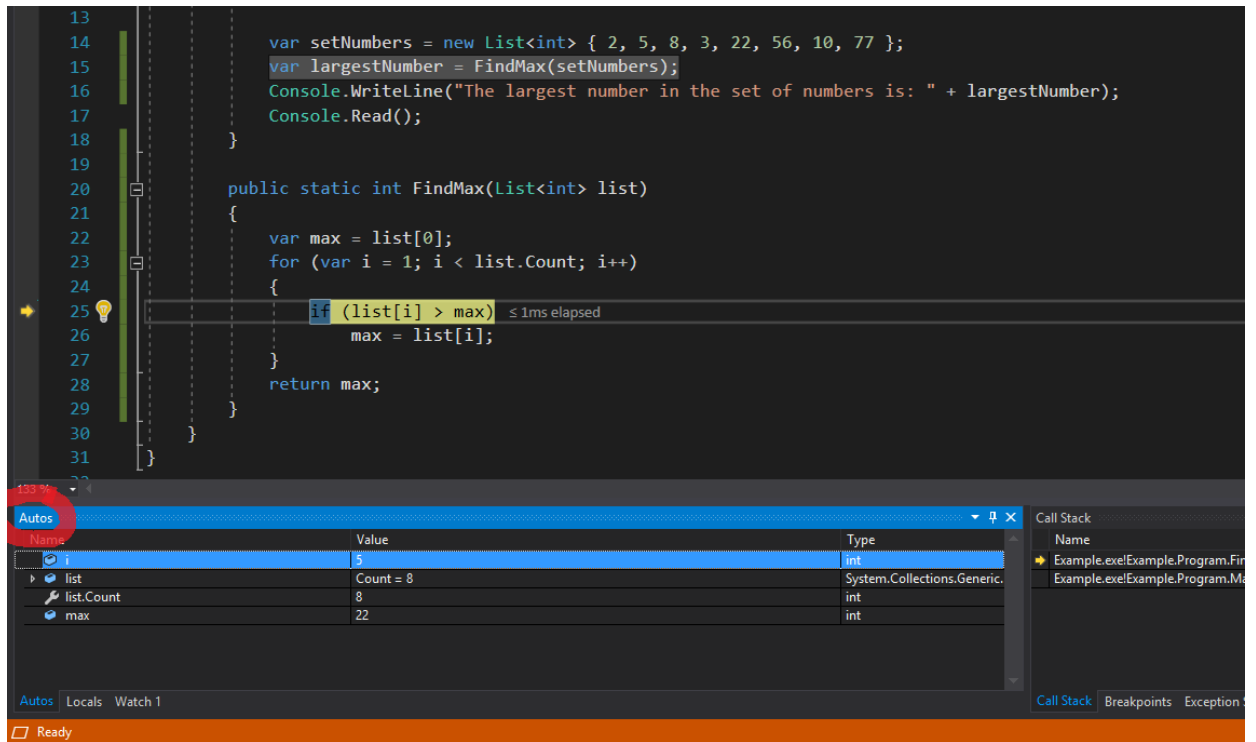 13
14 var setNumbers = new List<int> { 2, 5, 8, 3, 22, 56, 10, 77 };
15 var largestNumber = FindMax(setNumbers);
16 Console.WriteLine("The largest number in the set of numbers is: " + largestNumber);
17 Console.Read();
18 }
19
20 public static int FindMax(List<int> list)
21 {
22 var max = list[0];
23 for (var i = 1; i < list.Count; i++)
24 {
25 if (list[i] > max) ≤ 1ms elapsed
26 max = list[i];
27 }
28 return max;
29 }
30 }
31 }
133 %
Autos Call Stack
Name Value Type Name
i 5 int Example.exe!Example.Program.Fin
list Count = 8 System.Collections.Generic. Example.exe!Example.Program.Ma
list.Count 8 int
max 22 int
Autos Locals Watch 1 Call Stack Breakpoints Exception S
Ready